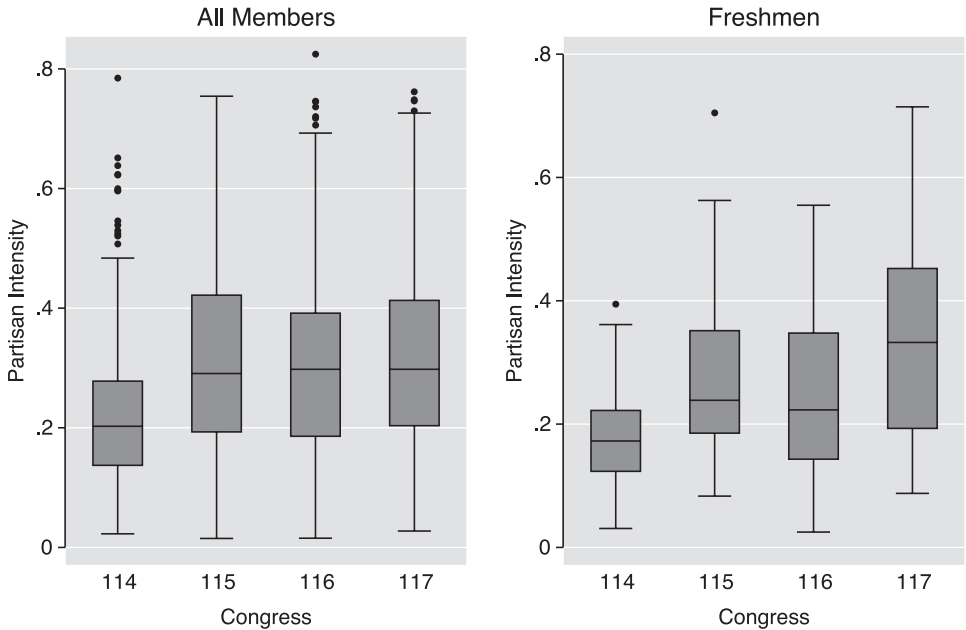 All Members
Partisan Intensity
.8
.6
.4
.2
0
114 115 116 117
Congress
Freshmen
Partisan Intensity
.8
.6
.4
.2
0
114 115 116 117
Congress